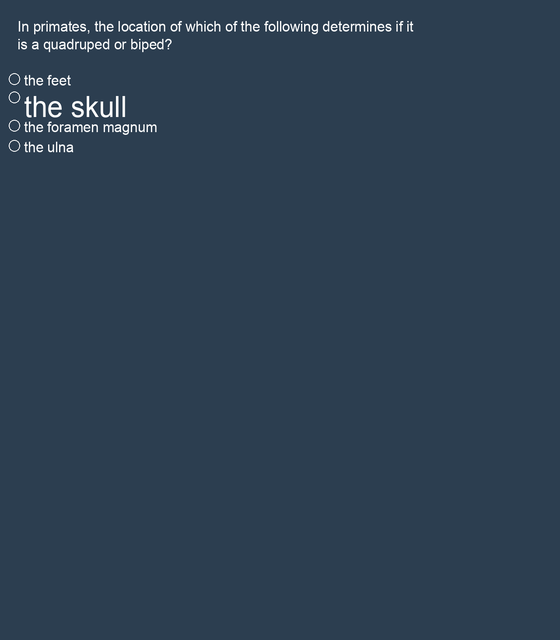 In primates, the location of which of the following determines if it
is a quadruped or biped?
the feet
the skull
the foramen magnum
the ulna